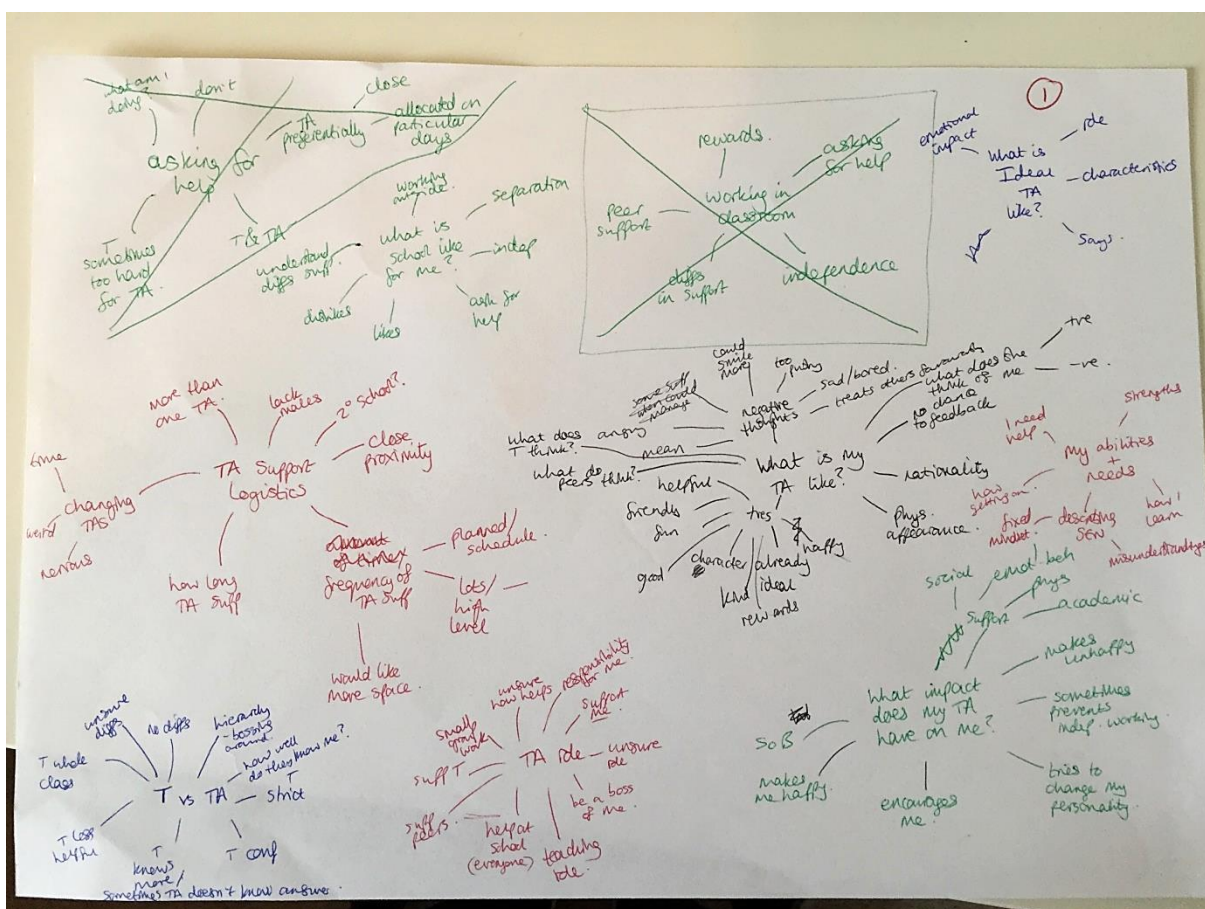 what am I
doing?
don't
close
TA
preferentially
allocated on
particular
days
asking for
help
T
sometimes
too hard
for TA.
T & TA
working
outside.
separation
what is
school like
for me?
indep
understand
diffs supp.
dislikes
likes
ask for
help
rewards.
asking
for help
working in
classroom
peer
support
diffs
in support
independence
1
emotional
impact
role
What is
Ideal
TA
like?
characteristics
says.
more than
one TA.
lack
males
2° school?
close
proximity
TA Support
Logistics
time
changing
TAs
weird
nervous
how long
TA supp
frequency of
TA supp
planned/
schedule.
lots/
high
level
would like
more space.
could
smile
more
too
pushy
sad/bored.
treats others favourably
negative
thoughts
angry
mean
what does
T think?
what do
peers think?
what does she
think of me
+ve
-ve
no chance
to feedback
What is my
TA like?
nationality
phys.
appearance.
helpful
friendly
fun
good
character
kind
already
ideal
rewards
happy
+ves
I need
help
strengths
My abilities
+
needs
how
getting on
fixed
mindset
describing
SEN
how I
learn
misunderstandings
social
emot. beh
phys
academic
support
What impact
does my TA
have on me?
makes
unhappy
sometimes
prevents
indep. working.
tries to
change my
personality.
encourages
me.
makes
me happy.
SoB
unsure
diffs
no diffs
hierarchy
- bossing
around.
how well
do they know me?
T whole
class
T vs TA
T
strict
T less
helpful
T
knows
more/
sometimes TA doesn't know answer.
T conf
small
group
work
unsure
how helps
responsibility
for me.
support
me.
supp T
TA role
unsure
role
be a boss
of me.
supp
peers
help at
school
(everyone)
teaching
role.